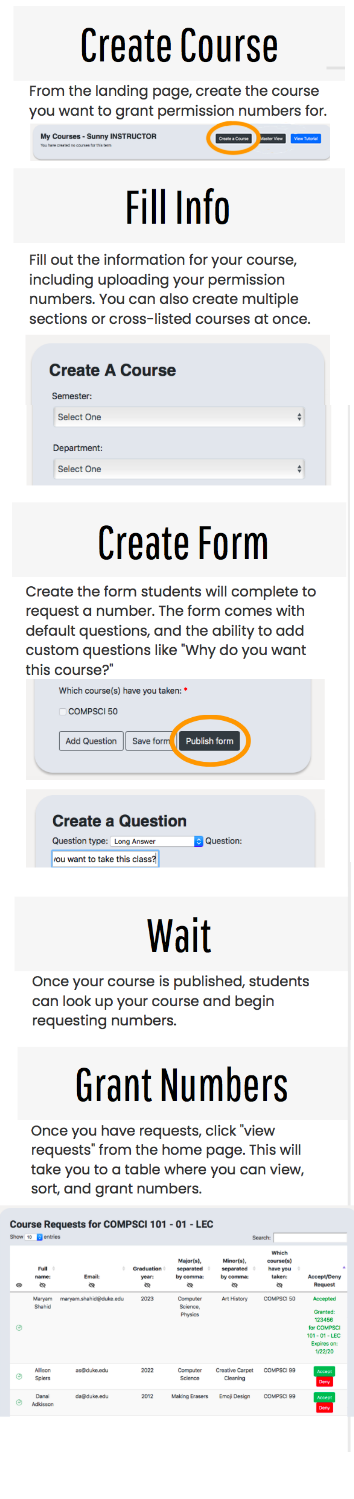 Create Course
From the landing page, create the course
you want to grant permission numbers for.
My Courses - Sunny INSTRUCTOR
You have created no courses for this term
Create a Course
Master View
View Tutorial
Fill Info
Fill out the information for your course,
including uploading your permission
numbers. You can also create multiple
sections or cross-listed courses at once.
Create A Course
Semester:
Select One
Department:
Select One
Create Form
Create the form students will complete to
request a number. The form comes with
default questions, and the ability to add
custom questions like "Why do you want
this course?"
Which course(s) have you taken: *
COMPSCI 50
Add Question Save form Publish form
Create a Question
Question type: Long Answer Question:
you want to take this class?
Wait
Once your course is published, students
can look up your course and begin
requesting numbers.
Grant Numbers
Once you have requests, click "view
requests" from the home page. This will
take you to a table where you can view,
sort, and grant numbers.
Course Requests for COMPSCI 101 - 01 - LEC
Show 10 entries Search:
Full name: Email: Graduation year: Major(s), separated by comma: Minor(s), separated by comma: Which course(s) have you taken: Accept/Deny Request
Maryam Shahid maryam.shahid@duke.edu 2023 Computer Science, Physics Art History COMPSCI 50 Accepted
Granted:
123456
for COMPSCI
101 - 01 - LEC
Expires on:
1/22/20
Allison Spiers as@duke.edu 2022 Computer Science Creative Carpet Cleaning COMPSCI 99 Accept Deny
Danai Adkisson da@duke.edu 2012 Making Erasers Emoji Design COMPSCI 99 Accept Deny